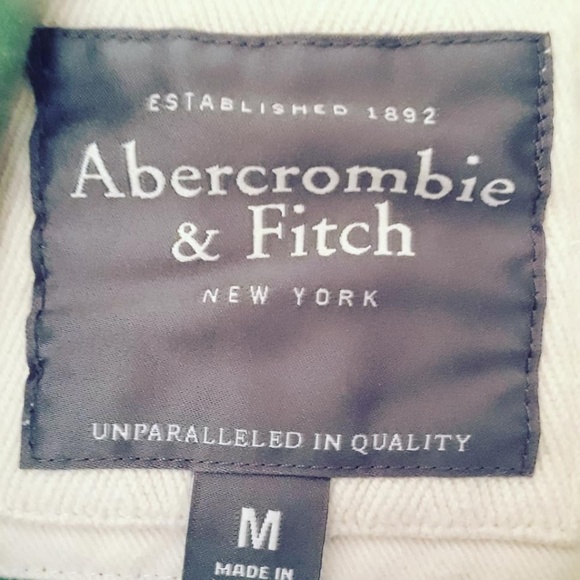 ESTABLISHED 1892
Abercrombie
& Fitch
NEW YORK
UNPARALLELED IN QUALITY
M
MADE IN